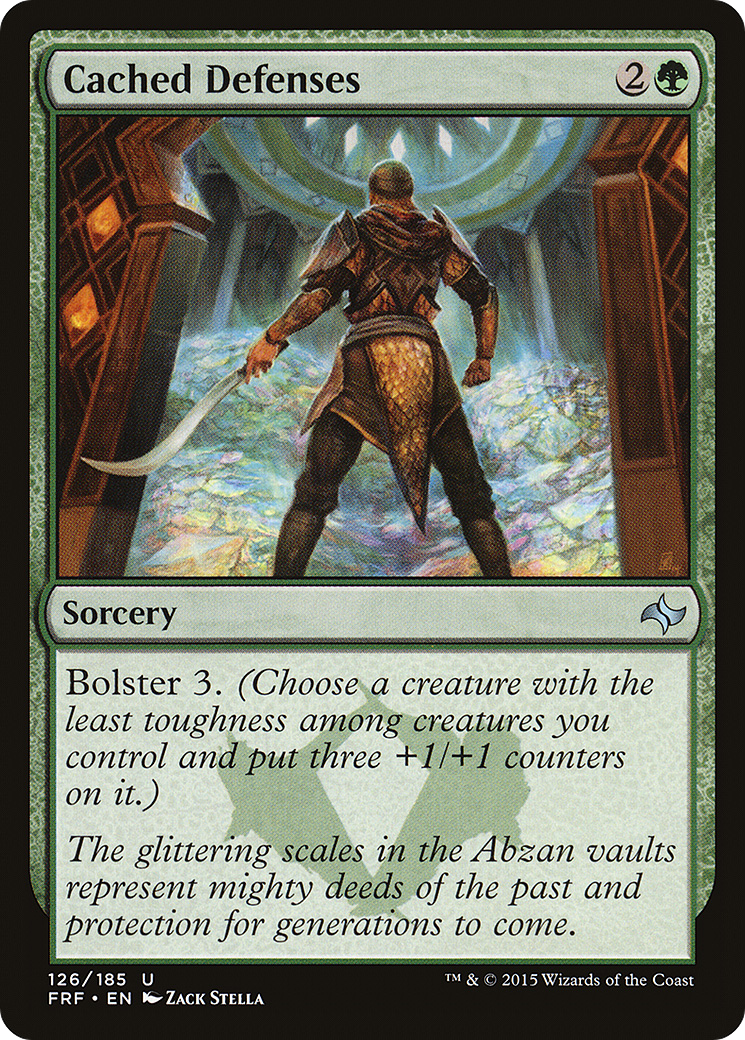 Cached Defenses 2
Sorcery
Bolster 3. (Choose a creature with the
least toughness among creatures you
control and put three +1/+1 counters
on it.)
The glittering scales in the Abzan vaults
represent mighty deeds of the past and
protection for generations to come.
126/185 U ™ & © 2015 Wizards of the Coast
FRF • EN Zack Stella